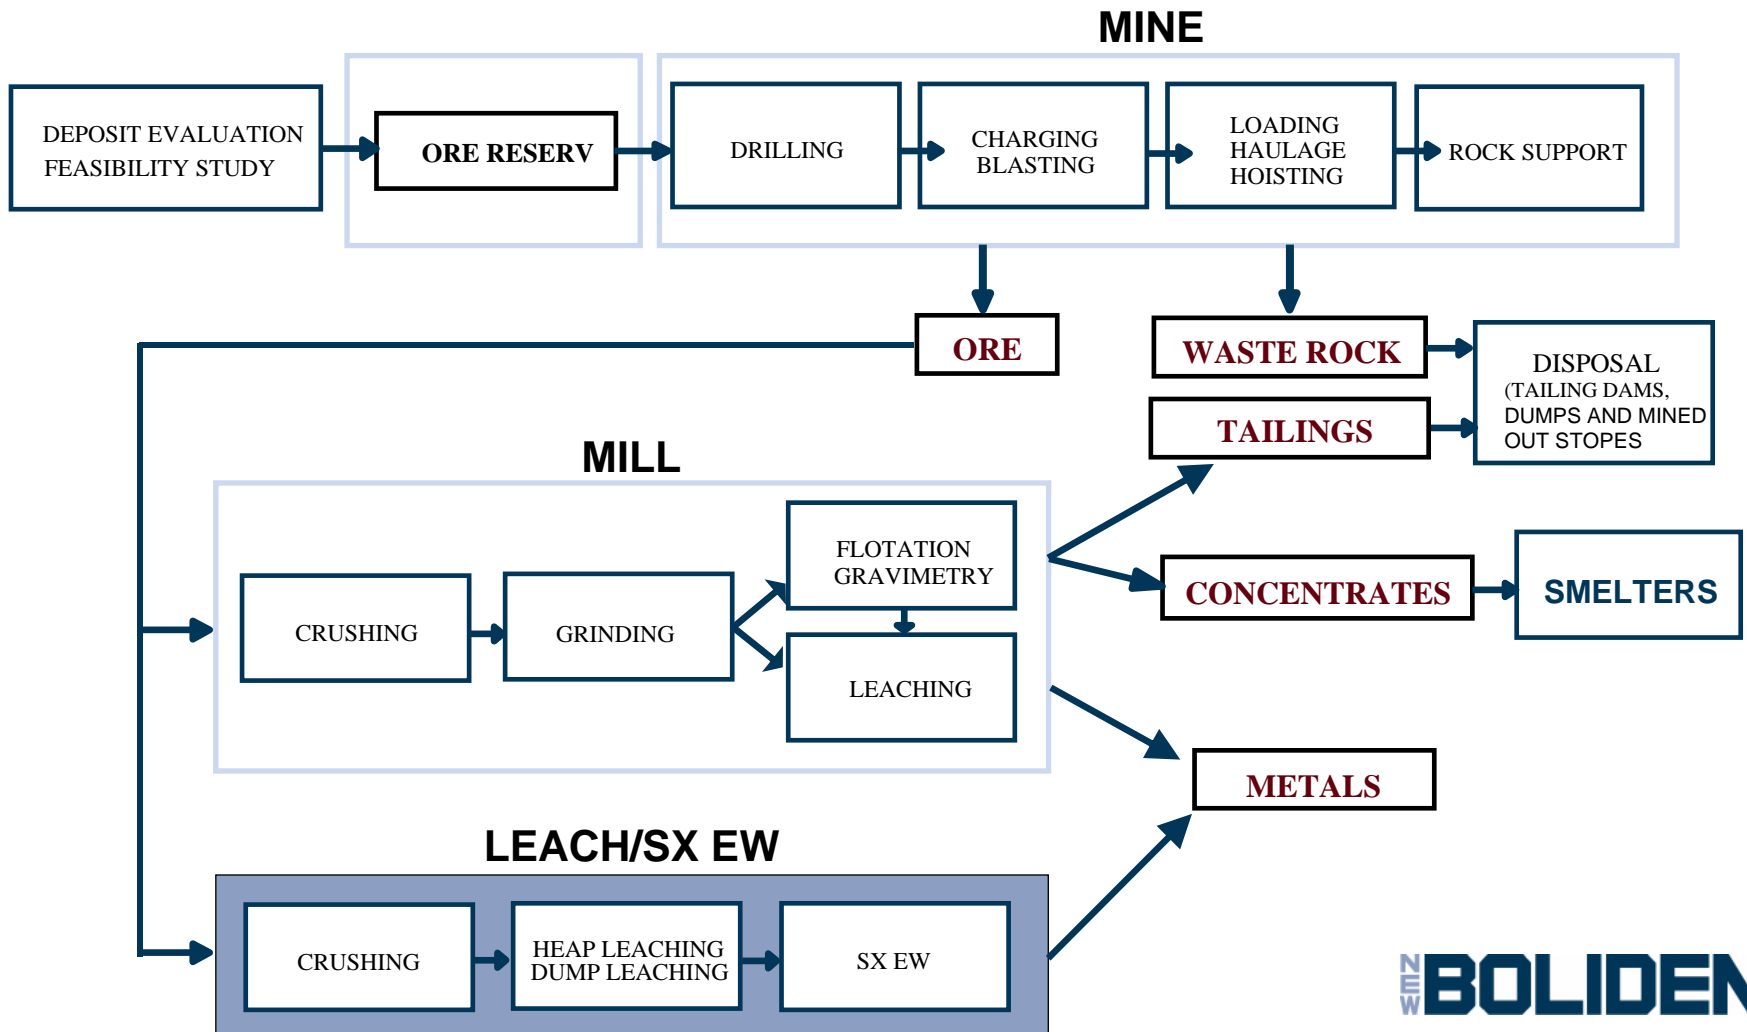 MINE
DEPOSIT EVALUATION
FEASIBILITY STUDY
ORE RESERV
DRILLING
CHARGING
BLASTING
LOADING
HAULAGE
HOISTING
ROCK SUPPORT
ORE
WASTE ROCK
DISPOSAL
(TAILING DAMS,
DUMPS AND MINED
OUT STOPES
TAILINGS
MILL
CRUSHING
GRINDING
FLOTATION
GRAVIMETRY
LEACHING
CONCENTRATES
SMELTERS
METALS
LEACH/SX EW
CRUSHING
HEAP LEACHING
DUMP LEACHING
SX EW
NEW BOLIDEN